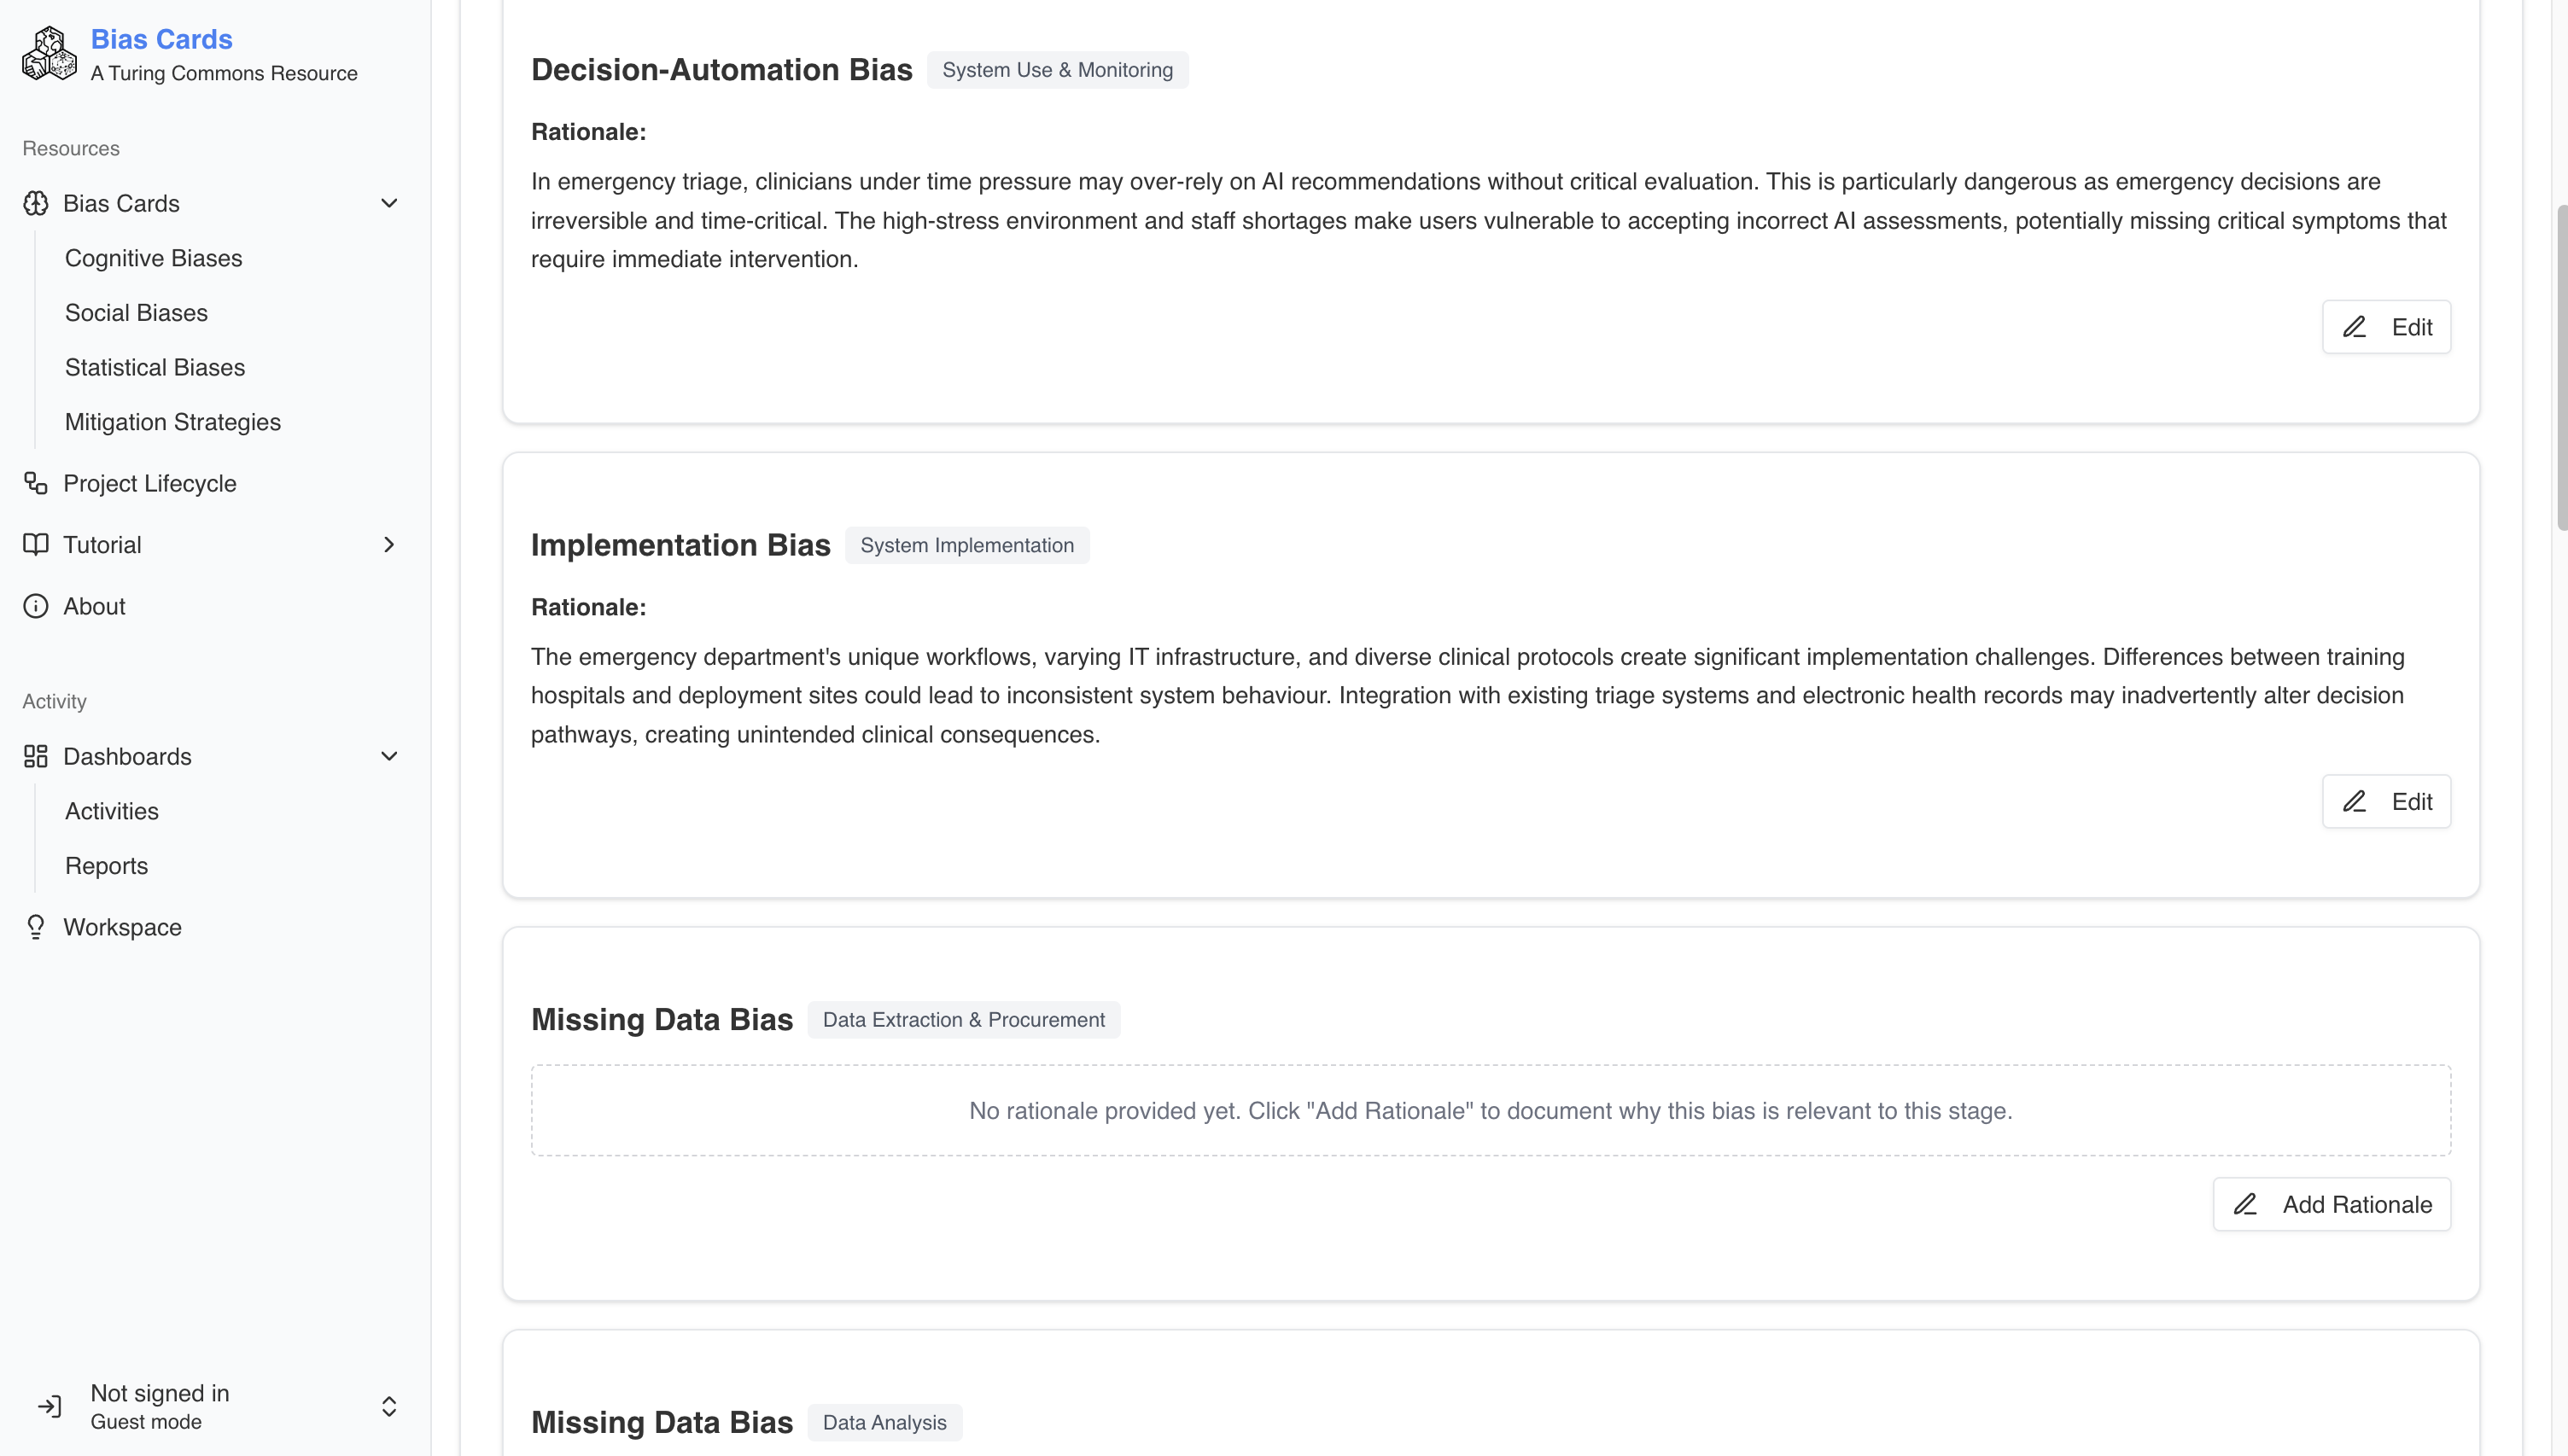 Bias Cards
A Turing Commons Resource
Resources
Bias Cards
Cognitive Biases
Social Biases
Statistical Biases
Mitigation Strategies
Project Lifecycle
Tutorial
About
Activity
Dashboards
Activities
Reports
Workspace
Not signed in
Guest mode
Decision-Automation Bias System Use & Monitoring
Rationale:
In emergency triage, clinicians under time pressure may over-rely on AI recommendations without critical evaluation. This is particularly dangerous as emergency decisions are
irreversible and time-critical. The high-stress environment and staff shortages make users vulnerable to accepting incorrect AI assessments, potentially missing critical symptoms that
require immediate intervention.
Edit
Implementation Bias System Implementation
Rationale:
The emergency department's unique workflows, varying IT infrastructure, and diverse clinical protocols create significant implementation challenges. Differences between training
hospitals and deployment sites could lead to inconsistent system behaviour. Integration with existing triage systems and electronic health records may inadvertently alter decision
pathways, creating unintended clinical consequences.
Edit
Missing Data Bias Data Extraction & Procurement
No rationale provided yet. Click "Add Rationale" to document why this bias is relevant to this stage.
Add Rationale
Missing Data Bias Data Analysis